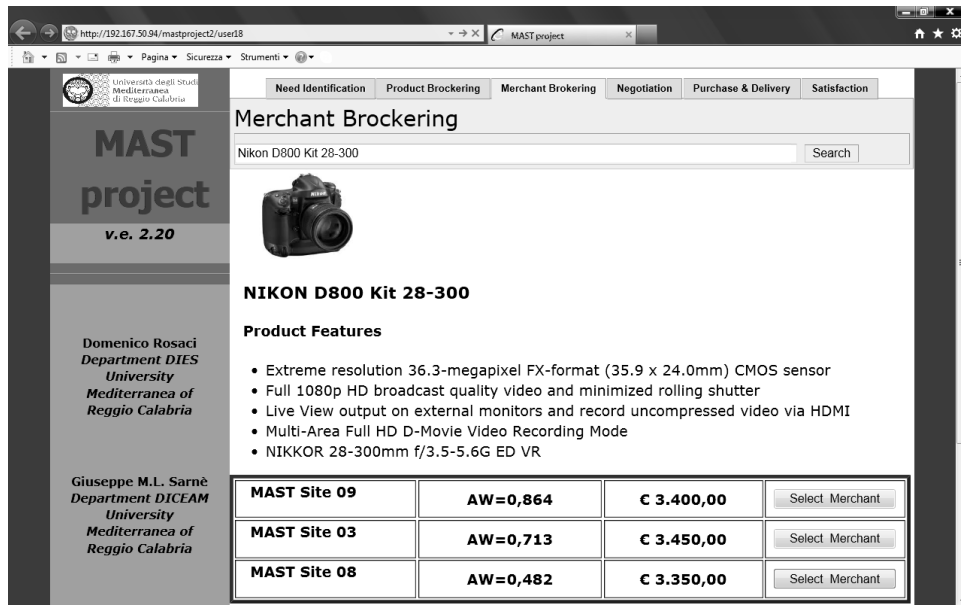 http://192.167.50.94/mastproject2/user18
MAST project
Pagina
Sicurezza
Strumenti
Università degli Studi
Mediterranea
di Reggio Calabria
MAST
project
v.e. 2.20
Domenico Rosaci
Department DIES
University
Mediterranea of
Reggio Calabria
Giuseppe M.L. Sarnè
Department DICEAM
University
Mediterranea of
Reggio Calabria
Need Identification
Product Brockering
Merchant Brokering
Negotiation
Purchase & Delivery
Satisfaction
Merchant Brockering
Nikon D800 Kit 28-300
Search
Nikon
NIKON D800 Kit 28-300
Product Features
• Extreme resolution 36.3-megapixel FX-format (35.9 x 24.0mm) CMOS sensor
• Full 1080p HD broadcast quality video and minimized rolling shutter
• Live View output on external monitors and record uncompressed video via HDMI
• Multi-Area Full HD D-Movie Video Recording Mode
• NIKKOR 28-300mm f/3.5-5.6G ED VR
MAST Site 09 AW=0,864 € 3.400,00 Select Merchant
MAST Site 03 AW=0,713 € 3.450,00 Select Merchant
MAST Site 08 AW=0,482 € 3.350,00 Select Merchant